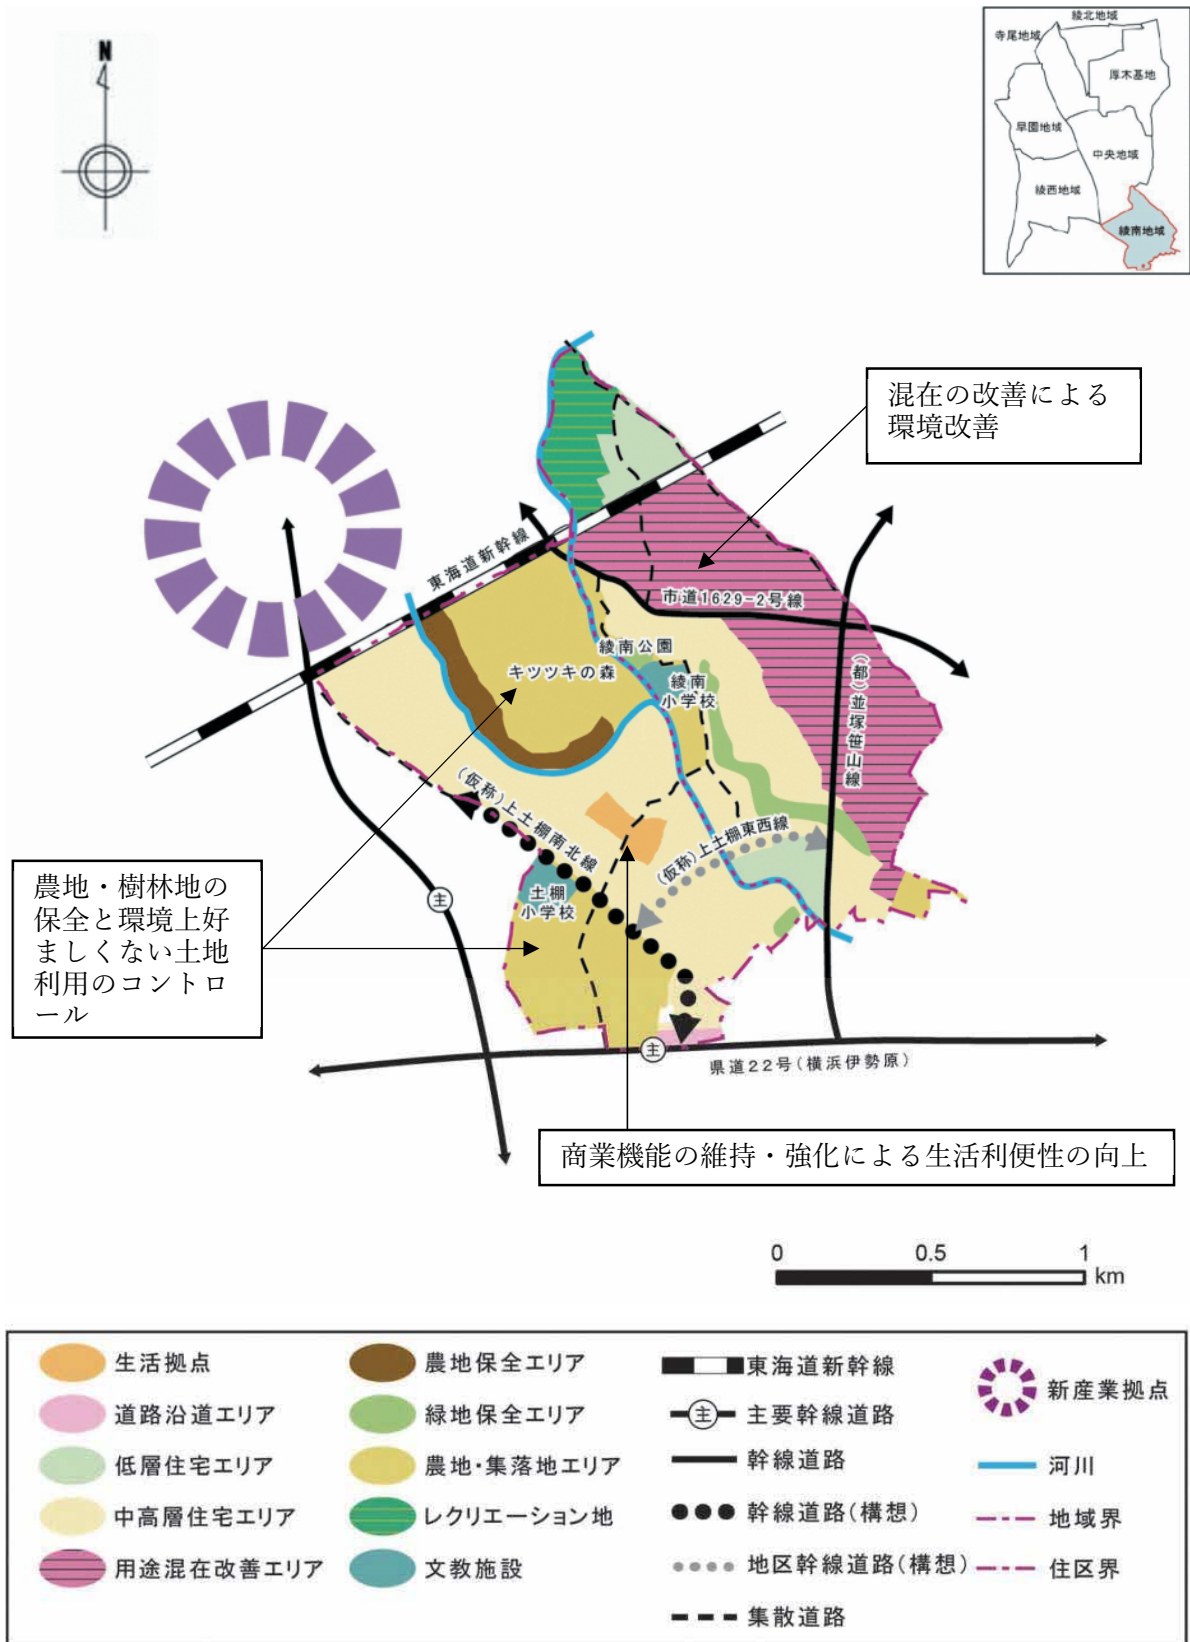 N
綾北地域
寺尾地域
厚木基地
早園地域
中央地域
綾西地域
綾南地域
混在の改善による
環境改善
東海道新幹線
市道1629-2号線
綾南公園
キツツキの森
綾南
小学校
(都)並塚笹山線
(仮称)上土棚南北線
(仮称)上土棚東西線
土棚
小学校
農地・樹林地の
保全と環境上好
ましくない土地
利用のコントロ
ール
主
主
県道22号(横浜伊勢原)
商業機能の維持・強化による生活利便性の向上
0 0.5 1
km
生活拠点
道路沿道エリア
低層住宅エリア
中高層住宅エリア
用途混在改善エリア
農地保全エリア
緑地保全エリア
農地・集落地エリア
レクリエーション地
文教施設
東海道新幹線
主 主要幹線道路
幹線道路
幹線道路(構想)
地区幹線道路(構想)
集散道路
新産業拠点
河川
地域界
住区界